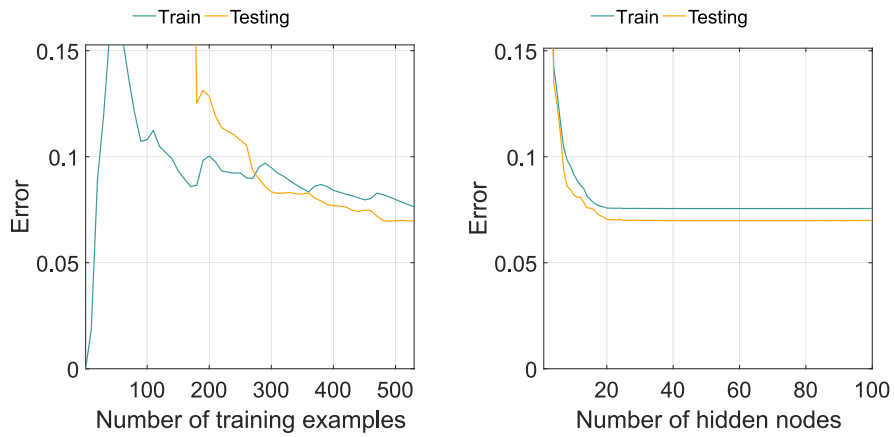 Train Testing
0.15
0.1
0.05
0
Error
100 200 300 400 500
Number of training examples
Train Testing
0.15
0.1
0.05
0
Error
20 40 60 80 100
Number of hidden nodes